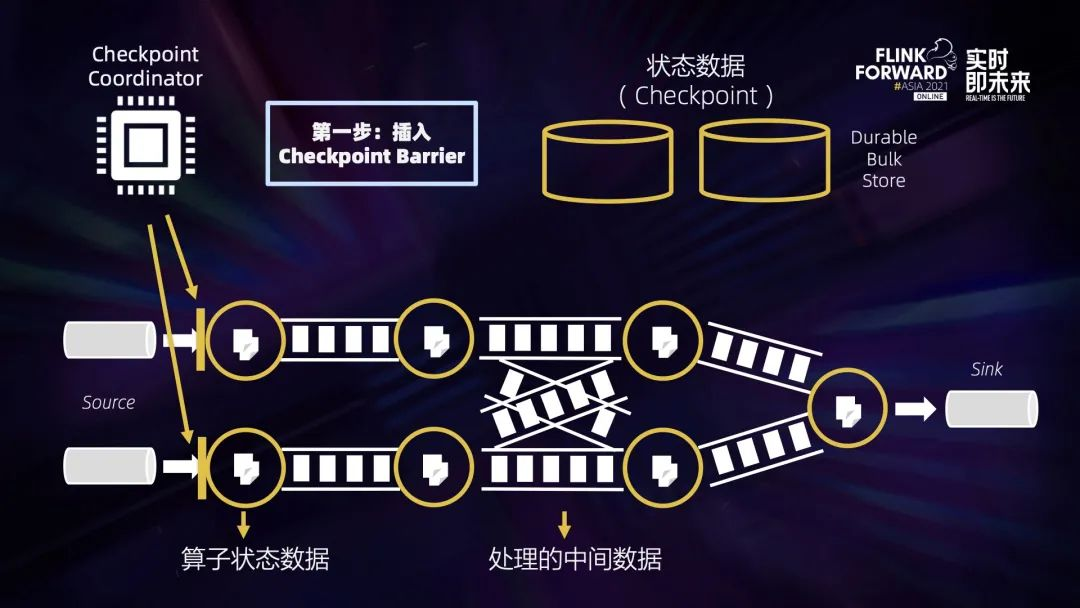 Checkpoint
Coordinator
第一步：插入
Checkpoint Barrier
状态数据
（Checkpoint）
Durable
Bulk
Store
FLINK
FORWARD
#ASIA 2021
ONLINE
实时
即未来
REAL-TIME IS THE FUTURE
Source
Sink
算子状态数据
处理的中间数据